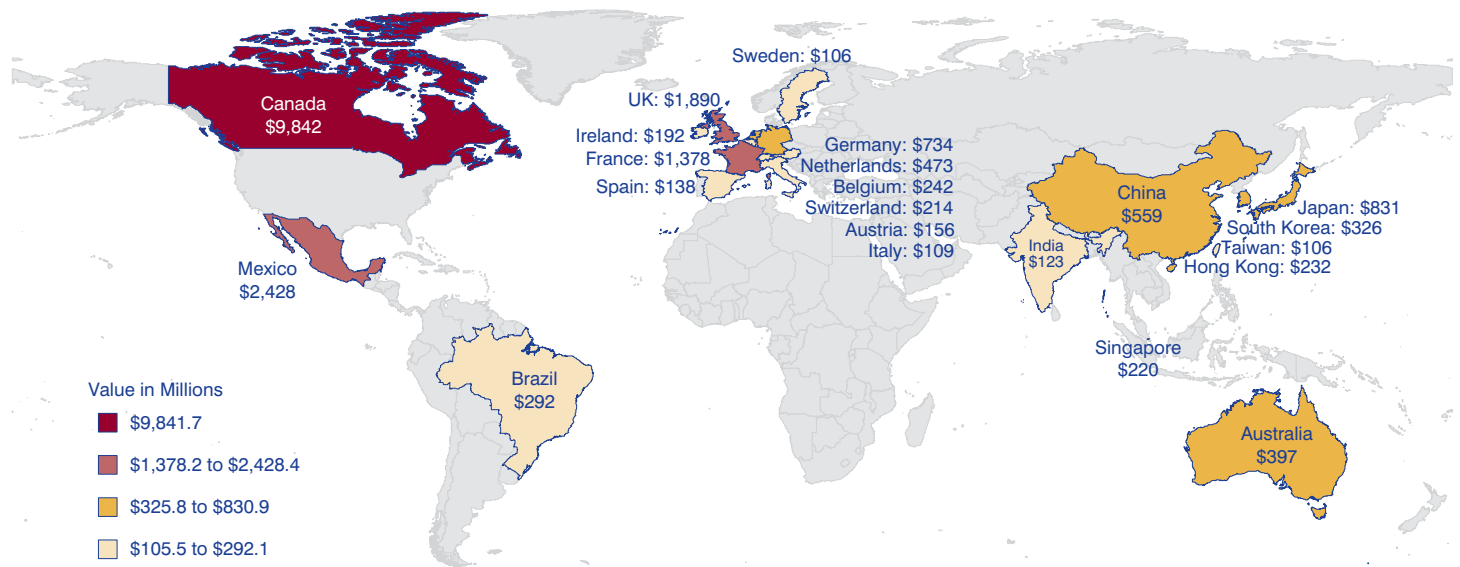 Sweden: $106
Canada
$9,842
UK: $1,890
Ireland: $192
France: $1,378
Spain: $138
Germany: $734
Netherlands: $473
Belgium: $242
Switzerland: $214
Austria: $156
Italy: $109
China
$559
Japan: $831
South Korea: $326
Taiwan: $106
Hong Kong: $232
India
$123
Mexico
$2,428
Singapore
$220
Brazil
$292
Australia
$397
Value in Millions
$9,841.7
$1,378.2 to $2,428.4
$325.8 to $830.9
$105.5 to $292.1